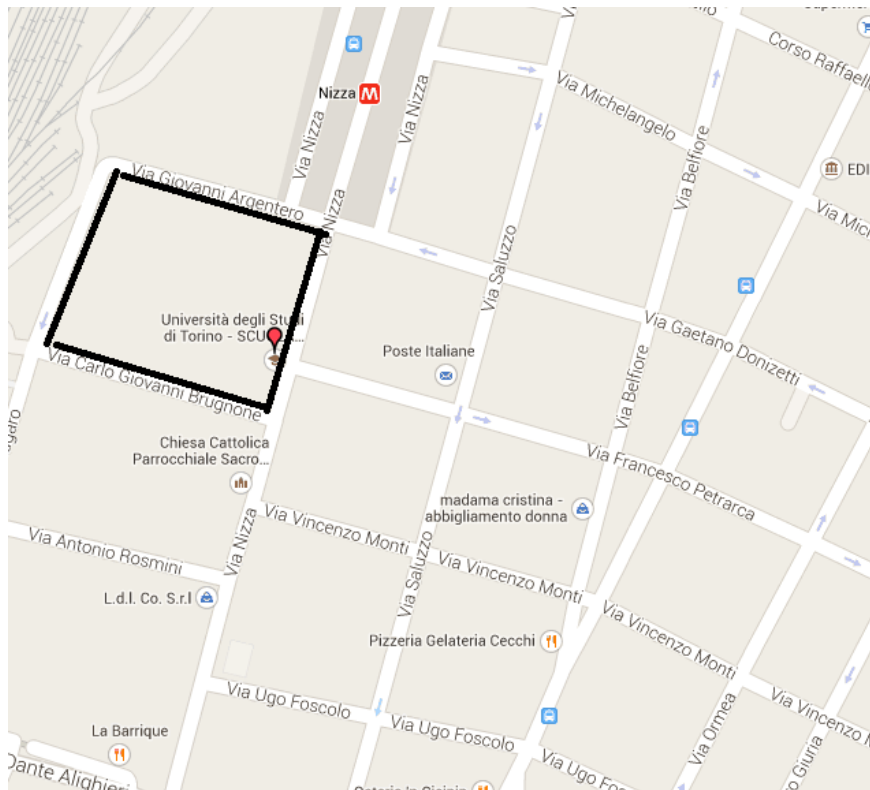 Corso Raffaello
Nizza M
Via Nizza
Via Nizza
Via Michelangelo
Via Belfiore
EDI
Via Giovanni Argentero
Via Nizza
Via Mich
Via Saluzzo
Università degli Studi
di Torino - SCU
Via Gaetano Donizetti
Poste Italiane
Via Carlo Giovanni Brugnone
Via Belfiore
Chiesa Cattolica
Parrocchiale Sacro...
Via Francesco Petrarca
madama cristina -
abbigliamento donna
Via Nizza
Via Vincenzo Monti
Via Antonio Rosmini
Via Saluzzo
Via Vincenzo Monti
L.d.l. Co. S.r.l
Via Vincenzo Monti
Pizzeria Gelateria Cecchi
Via Ugo Foscolo
Via Ormea
Via Vincenzo M
La Barrique
Via Ugo Foscolo
o Giuria
Dante Alighieri
Via Ugo Fosco